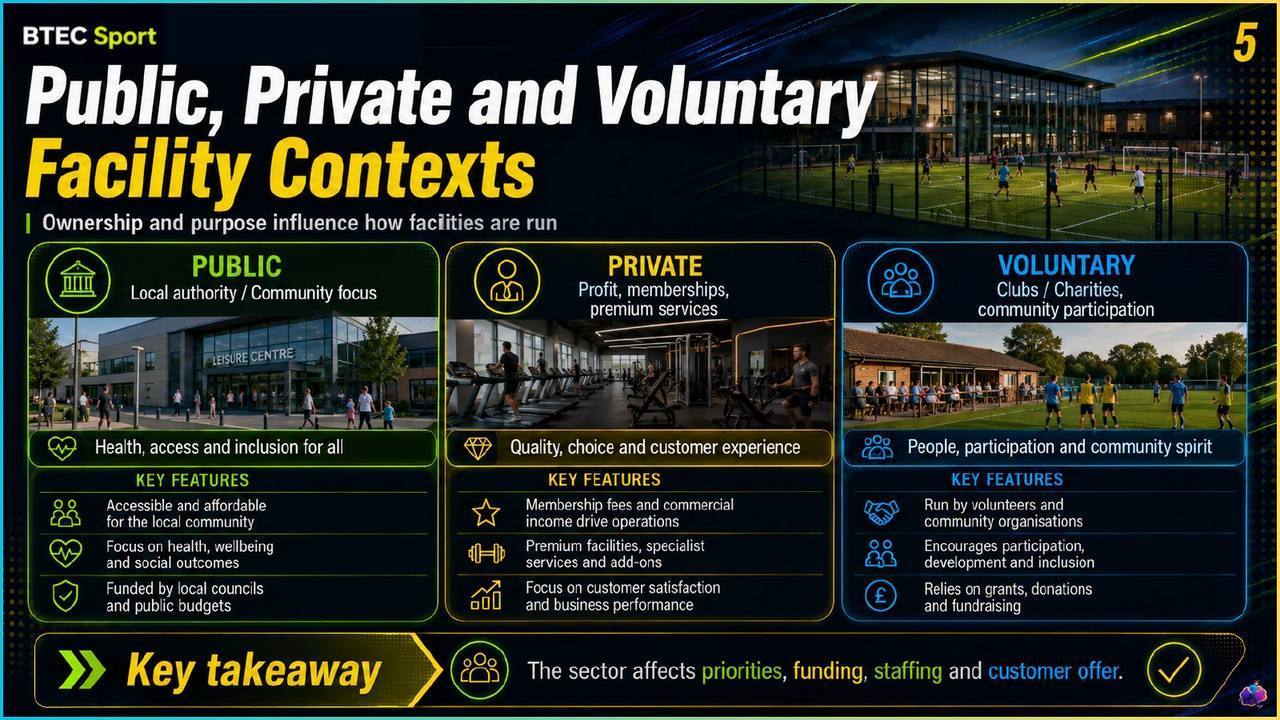 BTEC Sport
5
Public, Private and Voluntary
Facility Contexts
Ownership and purpose influence how facilities are run
PUBLIC
Local authority / Community focus
LEISURE CENTRE
Health, access and inclusion for all
KEY FEATURES
Accessible and affordable
for the local community
Focus on health, wellbeing
and social outcomes
Funded by local councils
and public budgets
PRIVATE
Profit, memberships,
premium services
Quality, choice and customer experience
KEY FEATURES
Membership fees and commercial
income drive operations
Premium facilities, specialist
services and add-ons
Focus on customer satisfaction
and business performance
VOLUNTARY
Clubs / Charities,
community participation
People, participation and community spirit
KEY FEATURES
Run by volunteers and
community organisations
Encourages participation,
development and inclusion
£
Relies on grants, donations
and fundraising
Key takeaway
The sector affects priorities, funding, staffing and customer offer.